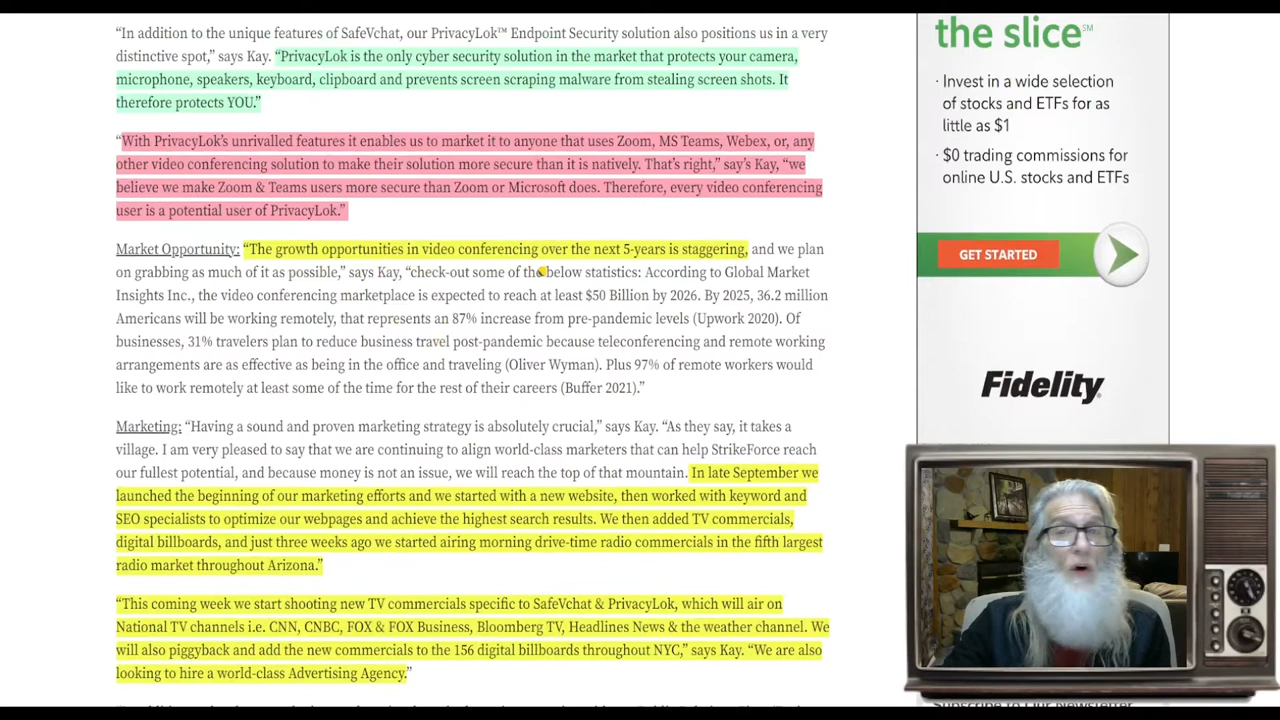 “In addition to the unique features of SafeVchat, our PrivacyLok™ Endpoint Security solution also positions us in a very
distinctive spot,” says Kay. “PrivacyLok is the only cyber security solution in the market that protects your camera,
microphone, speakers, keyboard, clipboard and prevents screen scraping malware from stealing screen shots. It
therefore protects YOU.”
“With PrivacyLok’s unrivalled features it enables us to market it to anyone that uses Zoom, MS Teams, Webex, or, any
other video conferencing solution to make their solution more secure than it is natively. That’s right,” say’s Kay, “we
believe we make Zoom & Teams users more secure than Zoom or Microsoft does. Therefore, every video conferencing
user is a potential user of PrivacyLok.”
Market Opportunity: “The growth opportunities in video conferencing over the next 5-years is staggering, and we plan
on grabbing as much of it as possible,” says Kay, “check-out some of the below statistics: According to Global Market
Insights Inc., the video conferencing marketplace is expected to reach at least $50 Billion by 2026. By 2025, 36.2 million
Americans will be working remotely, that represents an 87% increase from pre-pandemic levels (Upwork 2020). Of
businesses, 31% travelers plan to reduce business travel post-pandemic because teleconferencing and remote working
arrangements are as effective as being in the office and traveling (Oliver Wyman). Plus 97% of remote workers would
like to work remotely at least some of the time for the rest of their careers (Buffer 2021).”
Marketing: “Having a sound and proven marketing strategy is absolutely crucial,” says Kay. “As they say, it takes a
village. I am very pleased to say that we are continuing to align world-class marketers that can help StrikeForce reach
our fullest potential, and because money is not an issue, we will reach the top of that mountain. In late September we
launched the beginning of our marketing efforts and we started with a new website, then worked with keyword and
SEO specialists to optimize our webpages and achieve the highest search results. We then added TV commercials,
digital billboards, and just three weeks ago we started airing morning drive-time radio commercials in the fifth largest
radio market throughout Arizona.”
“This coming week we start shooting new TV commercials specific to SafeVchat & PrivacyLok, which will air on
National TV channels i.e. CNN, CNBC, FOX & FOX Business, Bloomberg TV, Headlines News & the weather channel. We
will also piggyback and add the new commercials to the 156 digital billboards throughout NYC,” says Kay. “We are also
looking to hire a world-class Advertising Agency.”
the slice℠
· Invest in a wide selection
of stocks and ETFs for as
little as $1
· $0 trading commissions for
online U.S. stocks and ETFs
GET STARTED
Fidelity
Subscribe to Our Newsletter